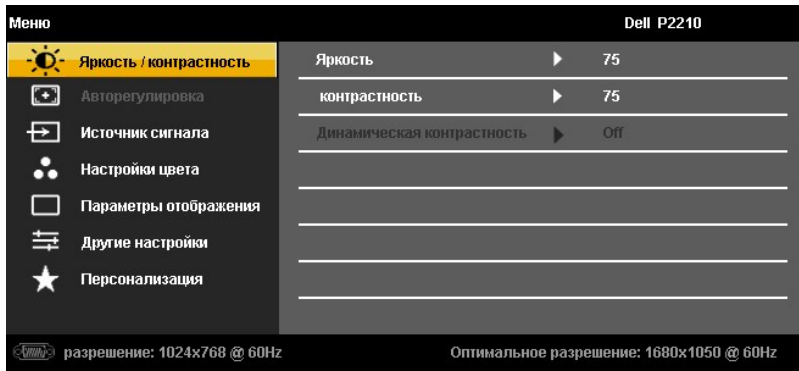 Меню Dell P2210
Яркость / контрастность Яркость 75
Авторегулировка контрастность 75
Источник сигнала Динамическая контрастность Off
Настройки цвета
Параметры отображения
Другие настройки
Персонализация
разрешение: 1024x768 @ 60Hz Оптимальное разрешение: 1680x1050 @ 60Hz